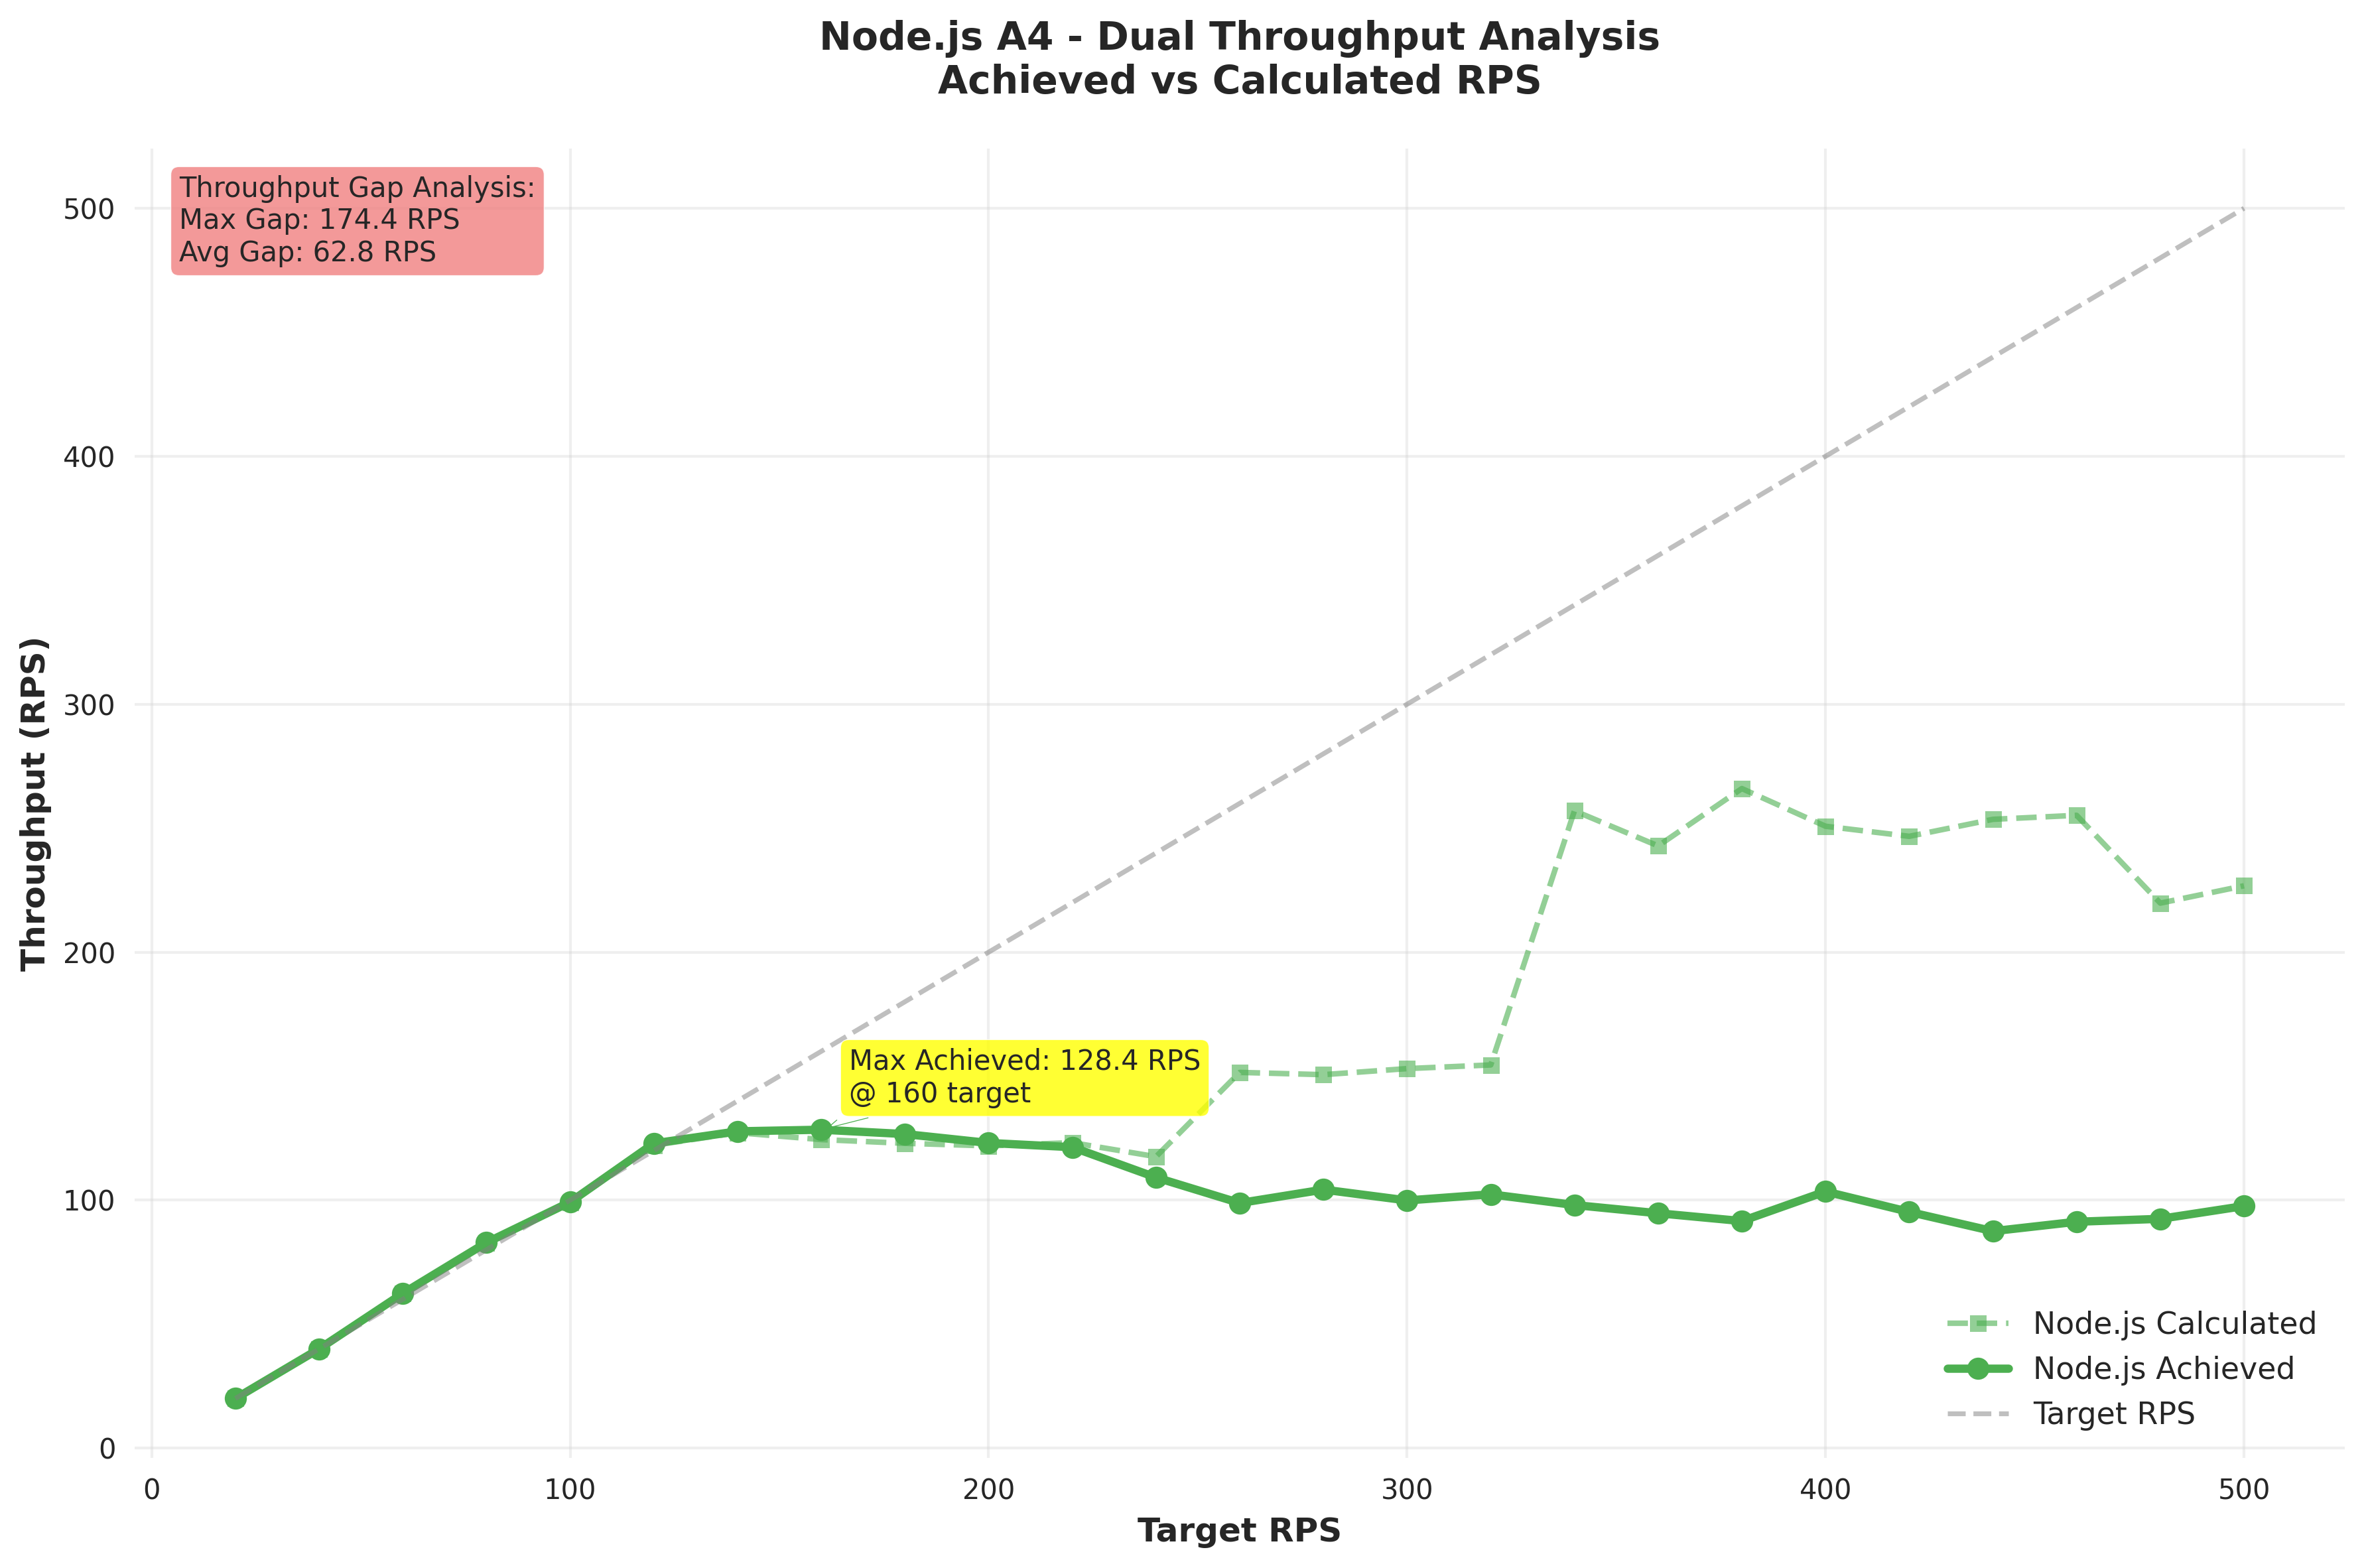 Node.js A4 - Dual Throughput Analysis
Achieved vs Calculated RPS
Throughput Gap Analysis:
Max Gap: 174.4 RPS
Avg Gap: 62.8 RPS
Throughput (RPS)
500
400
300
200
100
0
Max Achieved: 128.4 RPS
@ 160 target
Node.js Calculated
Node.js Achieved
Target RPS
0
100
200
300
400
500
Target RPS